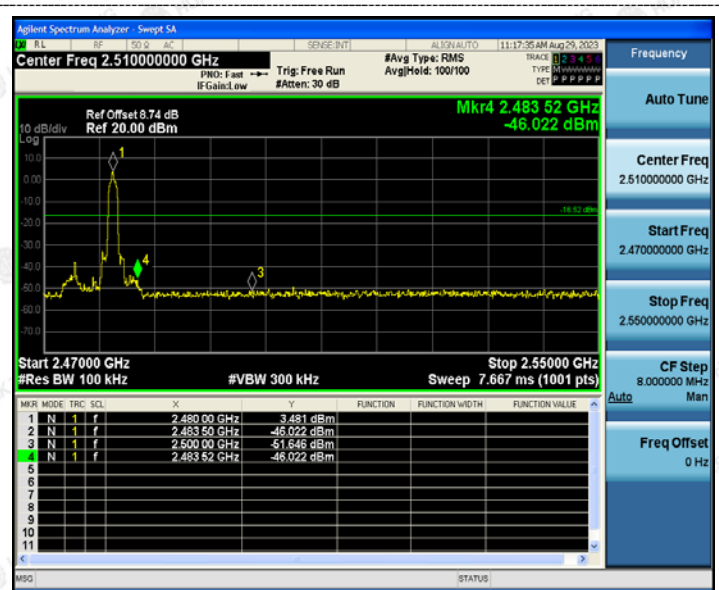 Agilent Spectrum Analyzer - Swept SA
RL RF 50 Ω AC SENSE:INT ALIGN AUTO 11:17:35 AM Aug 29, 2023
Center Freq 2.510000000 GHz #Avg Type: RMS TRACE 1 2 3 4 5 6
PNO: Fast Trig: Free Run Avg|Hold: 100/100 TYPE M
IFGain:Low #Atten: 30 dB DET P P P P P P
Ref Offset 8.74 dB Mkr4 2.483 52 GHz
10 dB/div Ref 20.00 dBm -46.022 dBm
Log
10.0
1
0.00
-10.0
-16.52 dBm
-20.0
-30.0
-40.0
4
3
-50.0
-60.0
-70.0
Start 2.47000 GHz Stop 2.55000 GHz
#Res BW 100 kHz #VBW 300 kHz Sweep 7.667 ms (1001 pts)
MKR MODE TRC SCL X Y FUNCTION FUNCTION WIDTH FUNCTION VALUE
1 N 1 f 2.480 00 GHz 3.481 dBm
2 N 1 f 2.483 50 GHz -46.022 dBm
3 N 1 f 2.500 00 GHz -51.646 dBm
4 N 1 f 2.483 52 GHz -46.022 dBm
5
6
7
8
9
10
11
MSG STATUS
Frequency
Auto Tune
Center Freq
2.510000000 GHz
Start Freq
2.470000000 GHz
Stop Freq
2.550000000 GHz
CF Step
8.000000 MHz
Auto Man
Freq Offset
0 Hz